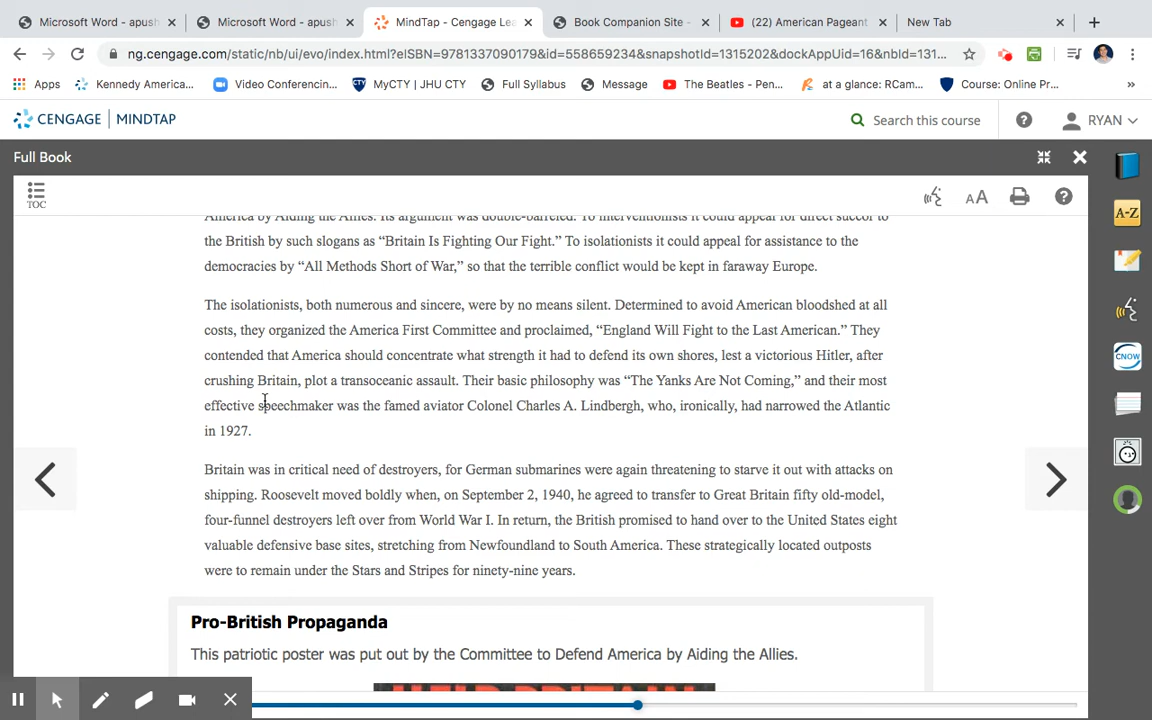 Microsoft Word - apush
Microsoft Word - apush
MindTap - Cengage Lea
Book Companion Site -
(22) American Pageant
New Tab
ng.cengage.com/static/nb/ui/evo/index.html?eISBN=9781337090179&id=558659234&snapshotId=1315202&dockAppUid=16&nbId=131...
Apps
Kennedy America...
Video Conferencin...
CTY
MyCTY | JHU CTY
Full Syllabus
Message
The Beatles - Pen...
at a glance: RCam...
Course: Online Pr...
»
CENGAGE | MINDTAP
Search this course
?
RYAN
Full Book
TOC
AA
?
A-Z
CNOW
America by Aiding the Allies. Its argument was double-barreled. To interventionists it could appeal for direct succor to
the British by such slogans as “Britain Is Fighting Our Fight.” To isolationists it could appeal for assistance to the
democracies by “All Methods Short of War,” so that the terrible conflict would be kept in faraway Europe.
The isolationists, both numerous and sincere, were by no means silent. Determined to avoid American bloodshed at all
costs, they organized the America First Committee and proclaimed, “England Will Fight to the Last American.” They
contended that America should concentrate what strength it had to defend its own shores, lest a victorious Hitler, after
crushing Britain, plot a transoceanic assault. Their basic philosophy was “The Yanks Are Not Coming,” and their most
effective speechmaker was the famed aviator Colonel Charles A. Lindbergh, who, ironically, had narrowed the Atlantic
in 1927.
Britain was in critical need of destroyers, for German submarines were again threatening to starve it out with attacks on
shipping. Roosevelt moved boldly when, on September 2, 1940, he agreed to transfer to Great Britain fifty old-model,
four-funnel destroyers left over from World War I. In return, the British promised to hand over to the United States eight
valuable defensive base sites, stretching from Newfoundland to South America. These strategically located outposts
were to remain under the Stars and Stripes for ninety-nine years.
Pro-British Propaganda
This patriotic poster was put out by the Committee to Defend America by Aiding the Allies.
HELP BRITAIN